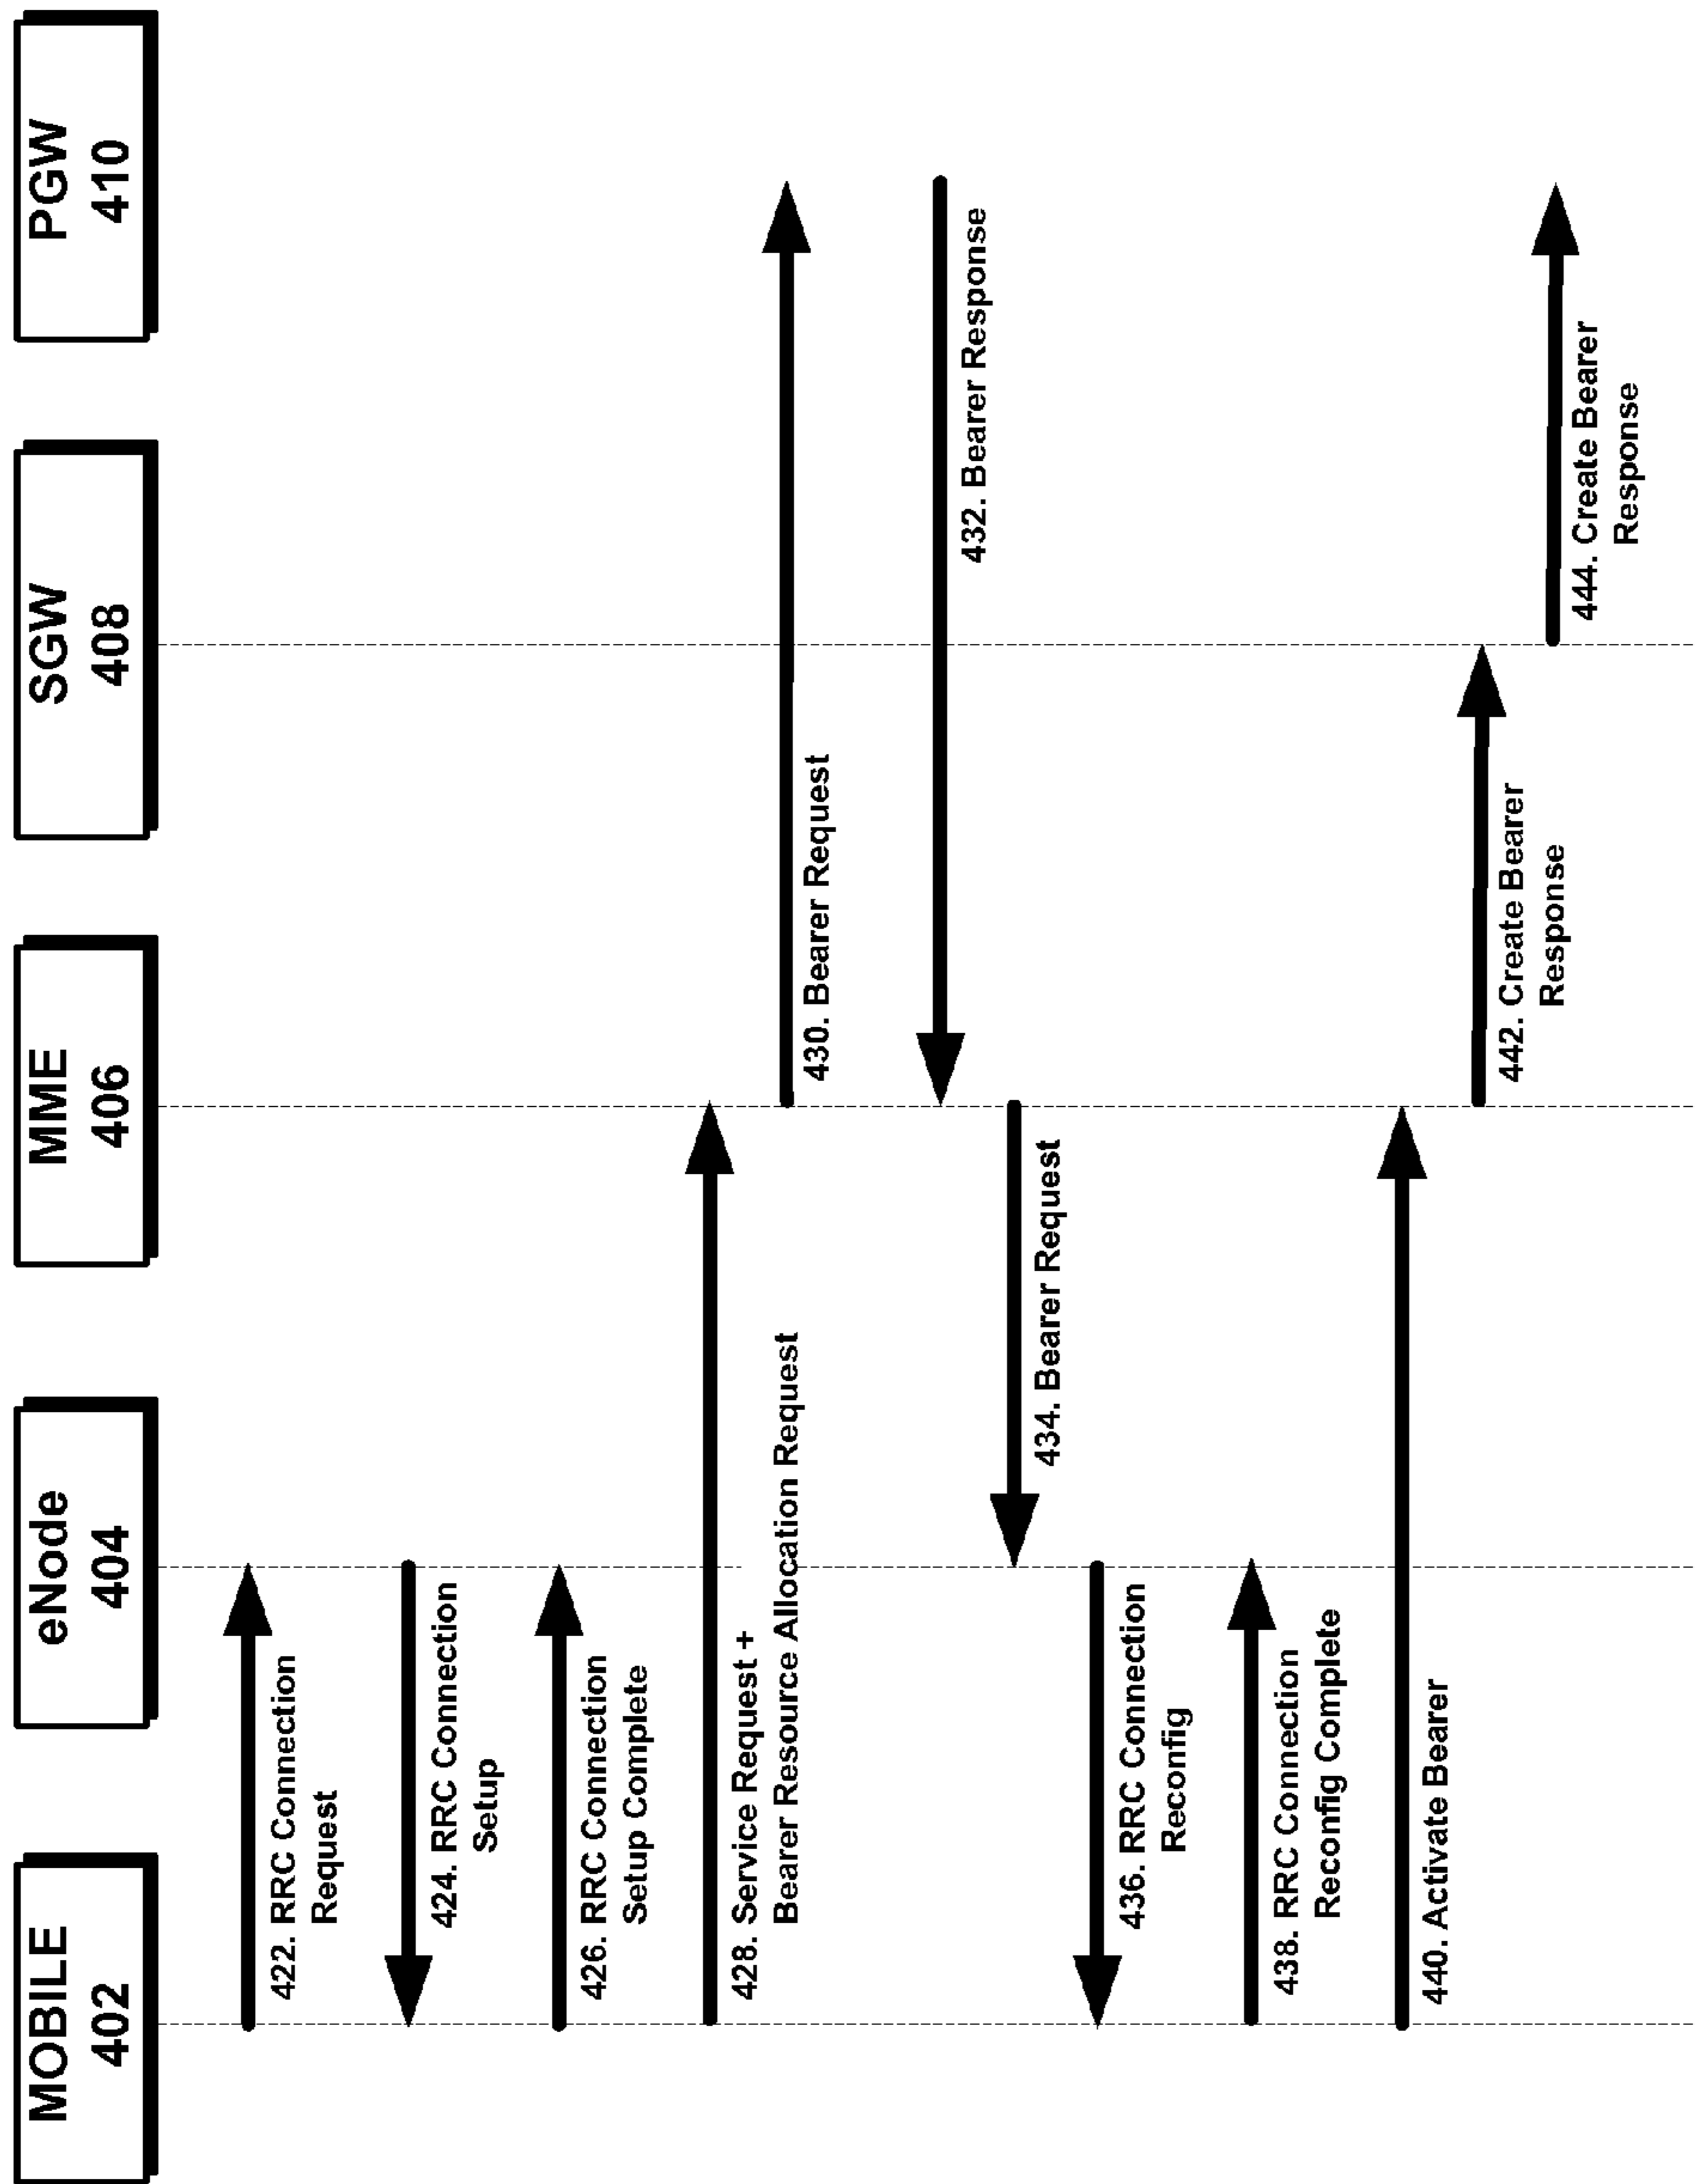 MOBILE
402
eNode
404
MME
406
SGW
408
PGW
410
422. RRC Connection
Request
424. RRC Connection
Setup
426. RRC Connection
Setup Complete
428. Service Request +
Bearer Resource Allocation Request
430. Bearer Request
432. Bearer Response
434. Bearer Request
436. RRC Connection
Reconfig
438. RRC Connection
Reconfig Complete
440. Activate Bearer
442. Create Bearer
Response
444. Create Bearer
Response